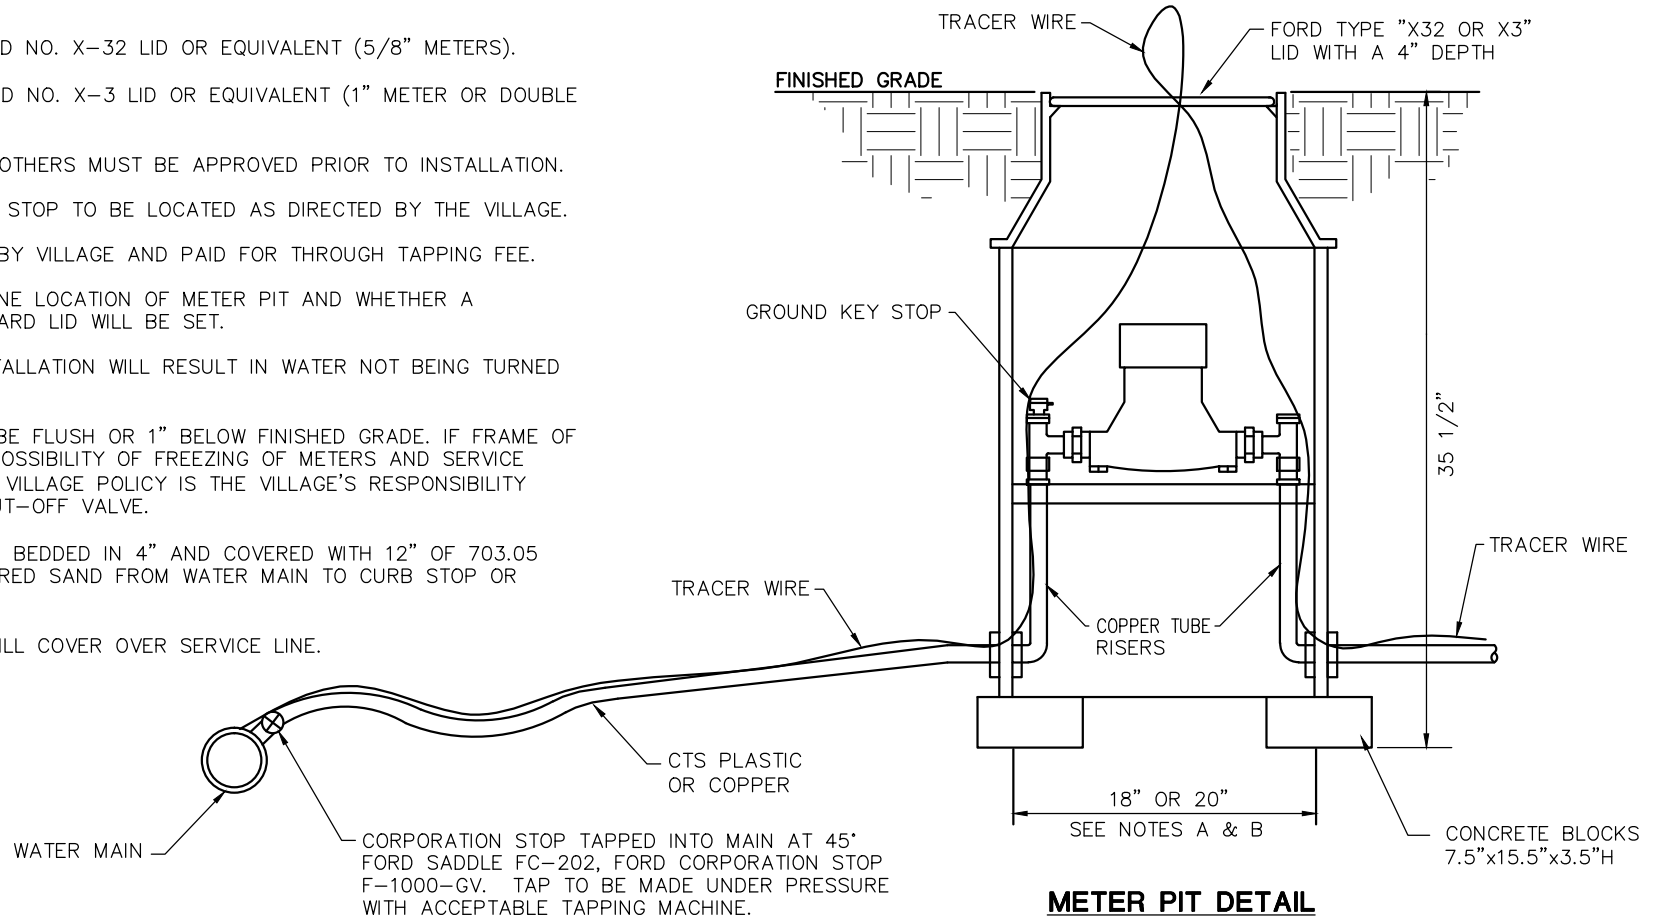 D NO. X-32 LID OR EQUIVALENT (5/8" METERS).
D NO. X-3 LID OR EQUIVALENT (1" METER OR DOUBLE
OTHERS MUST BE APPROVED PRIOR TO INSTALLATION.
STOP TO BE LOCATED AS DIRECTED BY THE VILLAGE.
BY VILLAGE AND PAID FOR THROUGH TAPPING FEE.
NE LOCATION OF METER PIT AND WHETHER A
ARD LID WILL BE SET.
TALLATION WILL RESULT IN WATER NOT BEING TURNED
BE FLUSH OR 1" BELOW FINISHED GRADE. IF FRAME OF
OSSIBILITY OF FREEZING OF METERS AND SERVICE
VILLAGE POLICY IS THE VILLAGE'S RESPONSIBILITY
UT-OFF VALVE.
BEDDED IN 4" AND COVERED WITH 12" OF 703.05
RED SAND FROM WATER MAIN TO CURB STOP OR
ILL COVER OVER SERVICE LINE.
TRACER WIRE
FORD TYPE "X32 OR X3"
LID WITH A 4" DEPTH
FINISHED GRADE
GROUND KEY STOP
35 1/2"
TRACER WIRE
TRACER WIRE
COPPER TUBE
RISERS
CTS PLASTIC
OR COPPER
18" OR 20"
SEE NOTES A & B
CONCRETE BLOCKS
7.5"x15.5"x3.5"H
WATER MAIN
CORPORATION STOP TAPPED INTO MAIN AT 45°
FORD SADDLE FC-202, FORD CORPORATION STOP
F-1000-GV. TAP TO BE MADE UNDER PRESSURE
WITH ACCEPTABLE TAPPING MACHINE.
METER PIT DETAIL